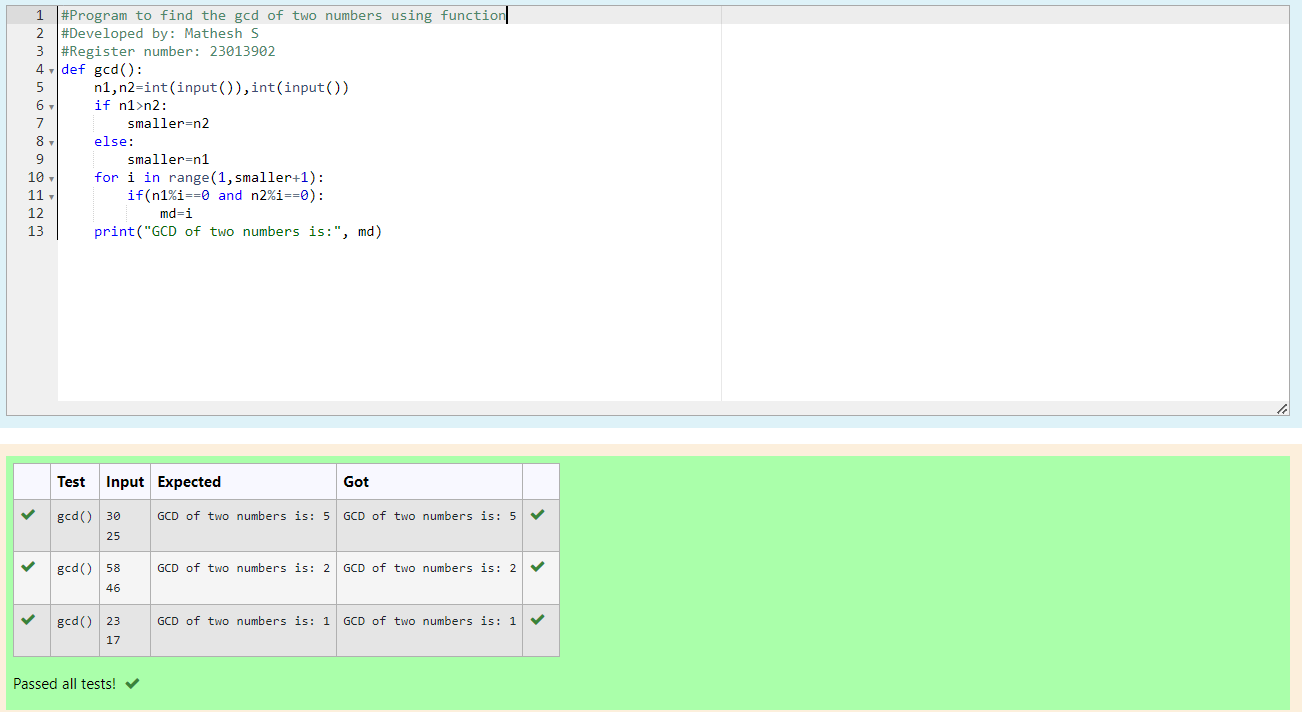 1 #Program to find the gcd of two numbers using function
2 #Developed by: Mathesh S
3 #Register number: 23013902
4 def gcd():
5     n1,n2=int(input()),int(input())
6     if n1>n2:
7         smaller=n2
8     else:
9         smaller=n1
10     for i in range(1,smaller+1):
11         if(n1%i==0 and n2%i==0):
12             md=i
13     print("GCD of two numbers is:", md)
Test Input Expected Got
gcd() 30 GCD of two numbers is: 5 GCD of two numbers is: 5
25
gcd() 58 GCD of two numbers is: 2 GCD of two numbers is: 2
46
gcd() 23 GCD of two numbers is: 1 GCD of two numbers is: 1
17
Passed all tests!